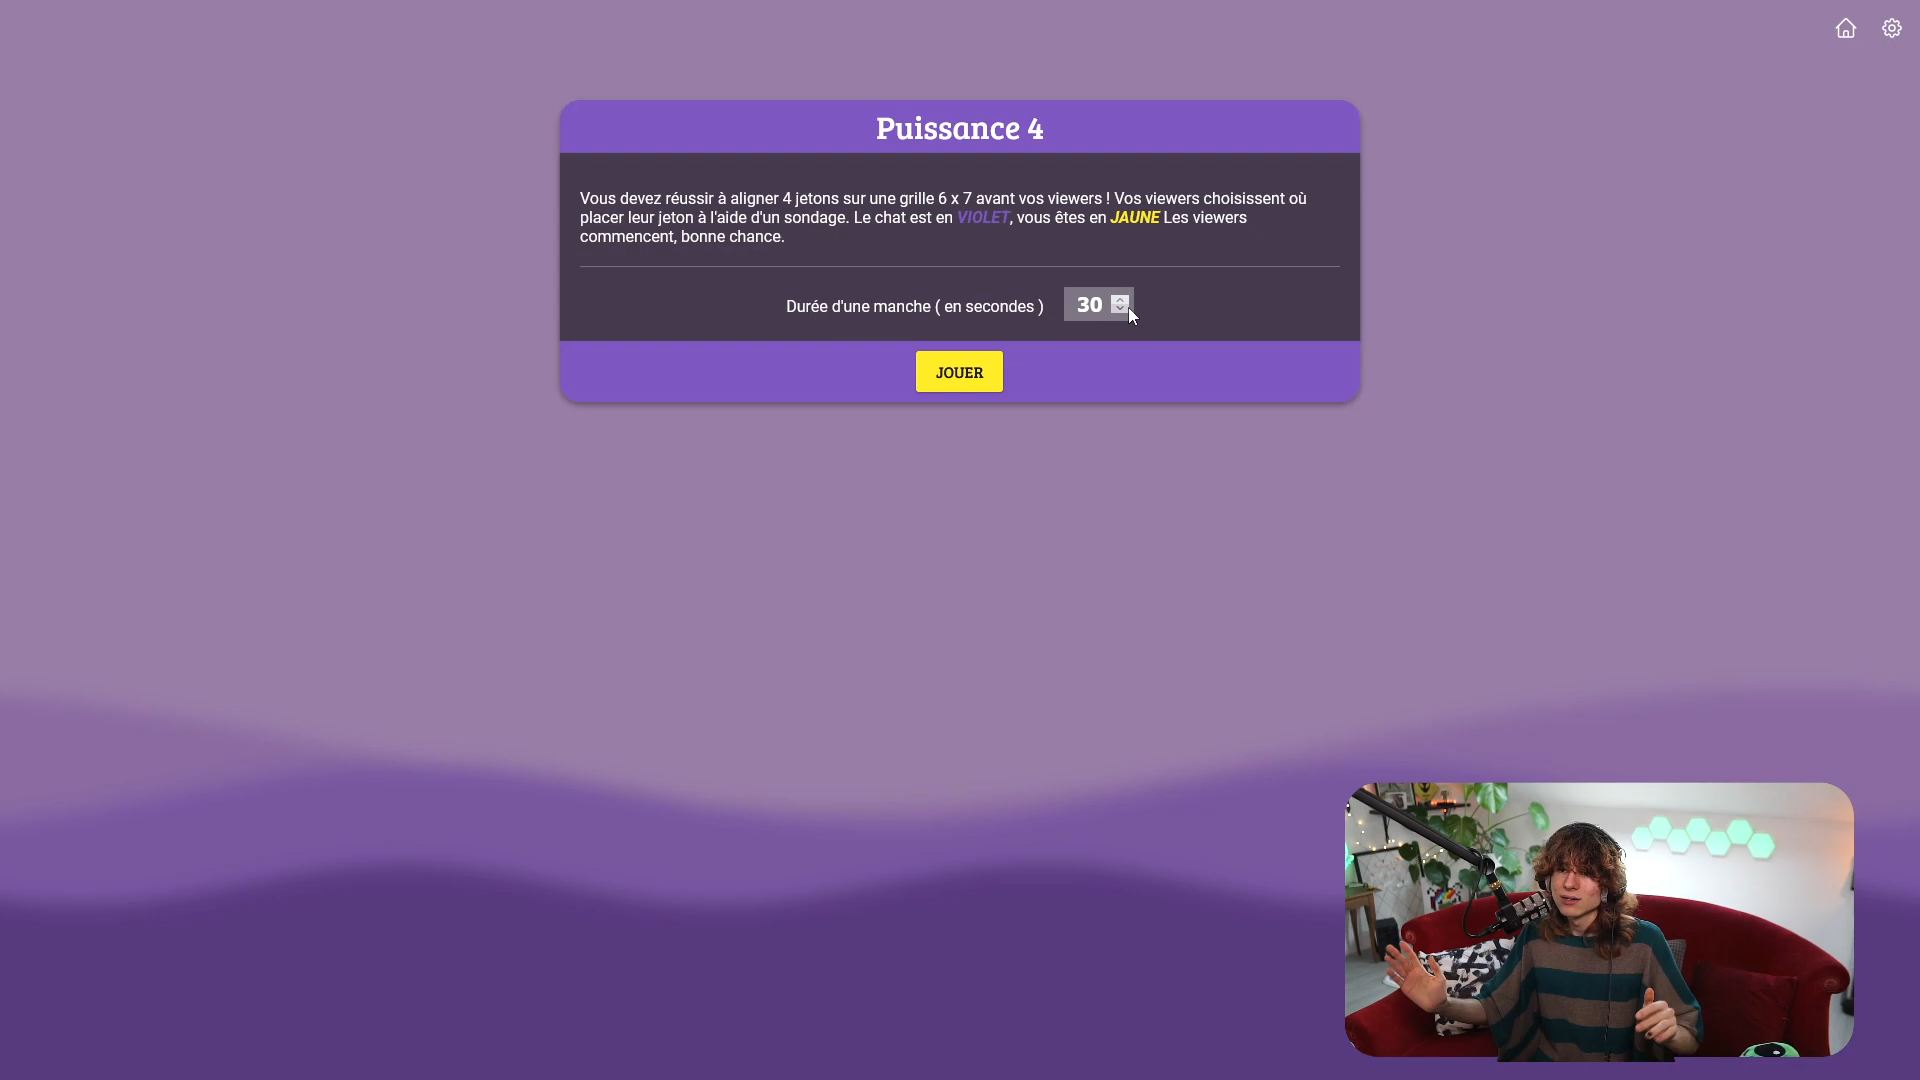 Puissance 4
Vous devez réussir à aligner 4 jetons sur une grille 6 x 7 avant vos viewers ! Vos viewers choisissent où
placer leur jeton à l'aide d'un sondage. Le chat est en VIOLET, vous êtes en JAUNE Les viewers
commencent, bonne chance.
Durée d'une manche ( en secondes ) 30
JOUER